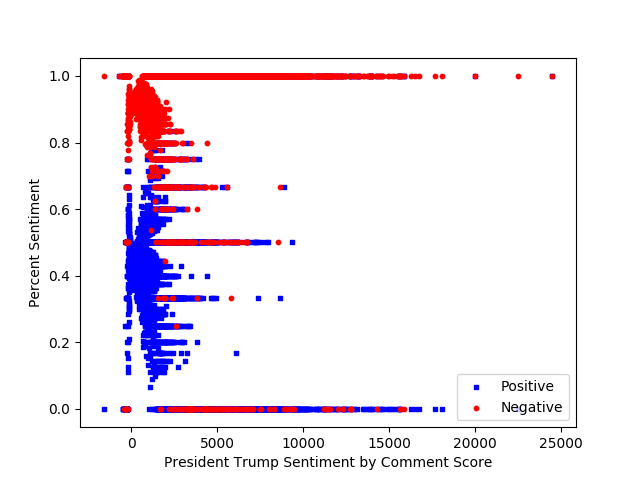 1.0
0.8
0.6
0.4
0.2
0.0
Percent Sentiment
Positive
Negative
0 5000 10000 15000 20000 25000
President Trump Sentiment by Comment Score